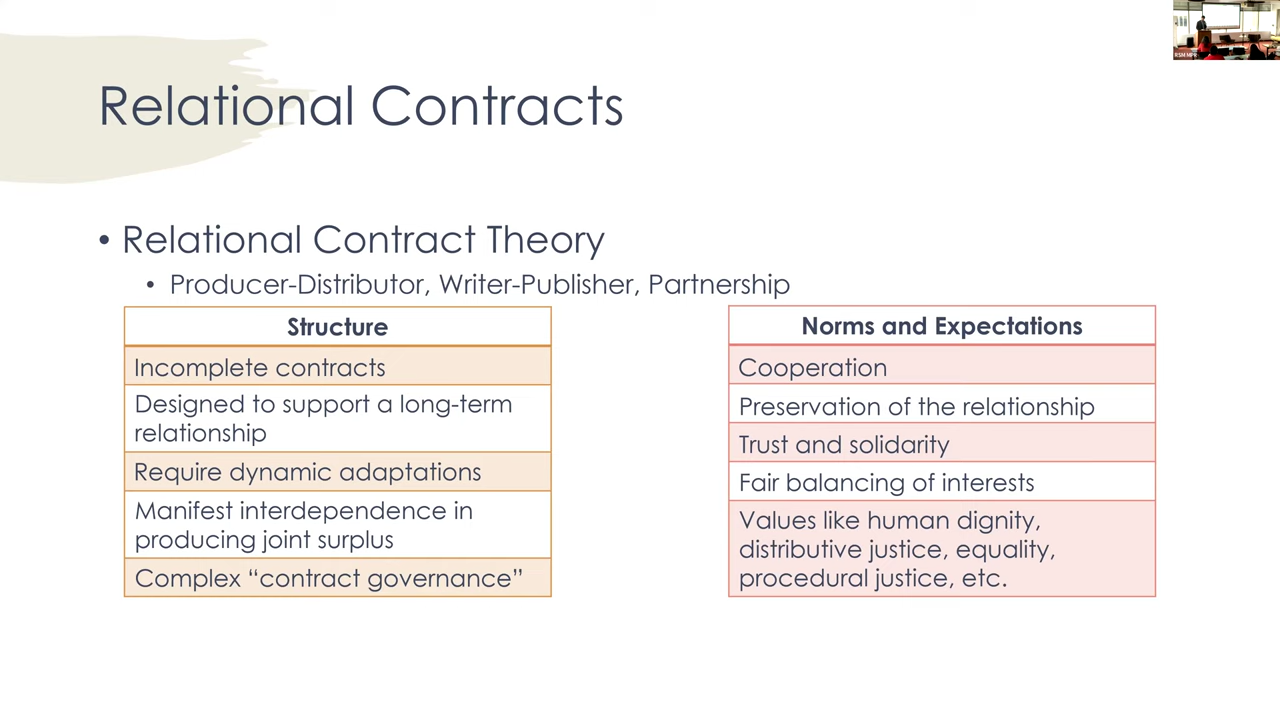 Relational Contracts
• Relational Contract Theory
• Producer-Distributor, Writer-Publisher, Partnership
Structure
Incomplete contracts
Designed to support a long-term
relationship
Require dynamic adaptations
Manifest interdependence in
producing joint surplus
Complex “contract governance”
Norms and Expectations
Cooperation
Preservation of the relationship
Trust and solidarity
Fair balancing of interests
Values like human dignity,
distributive justice, equality,
procedural justice, etc.
RSM MPR